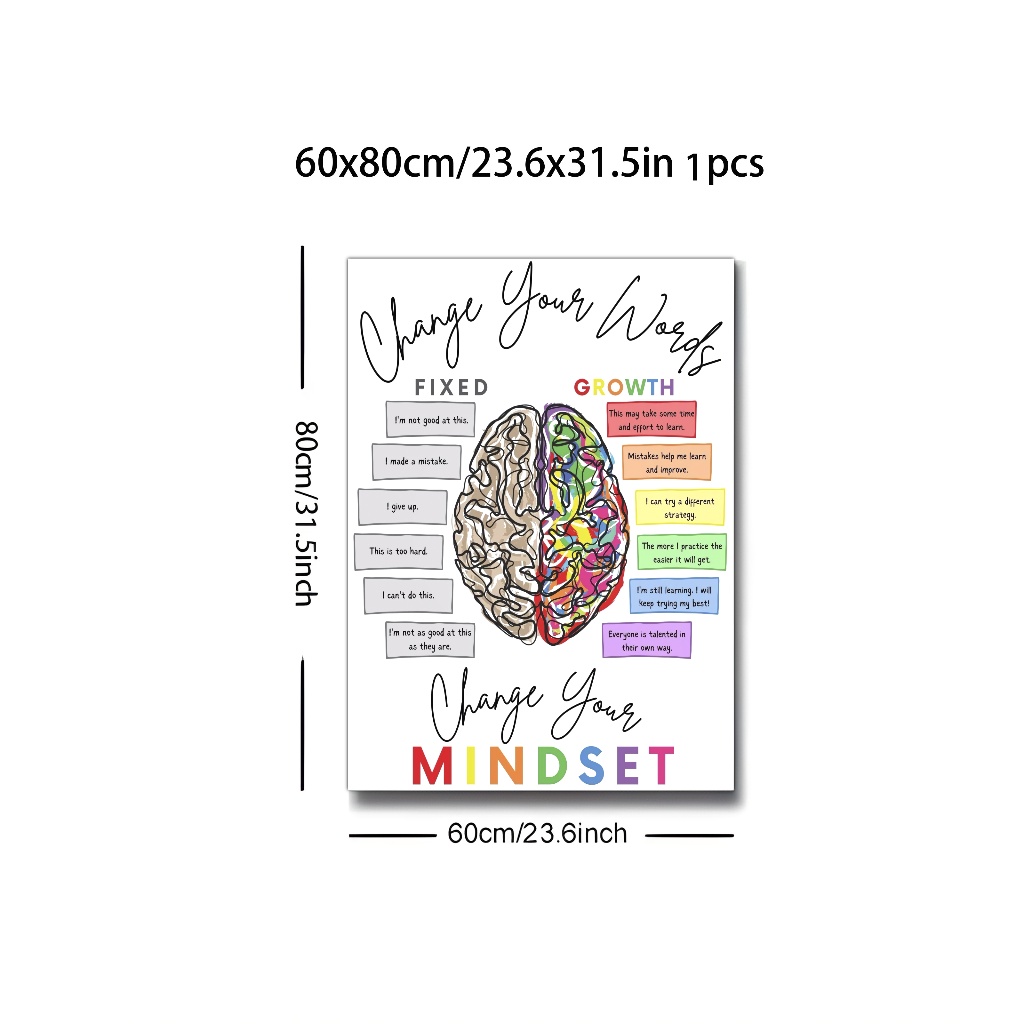 60x80cm/23.6x31.5in 1pcs
80cm/31.5inch
Change Your Words
FIXED
GROWTH
I'm not good at this.
This may take some time
and effort to learn.
I made a mistake.
Mistakes help me learn
and improve.
I give up.
I can try a different
strategy.
This is too hard.
The more I practice the
easier it will get.
I can't do this.
I'm still learning. I will
keep trying my best!
I'm not as good at this
as they are.
Everyone is talented in
their own way.
Change Your
MINDSET
60cm/23.6inch